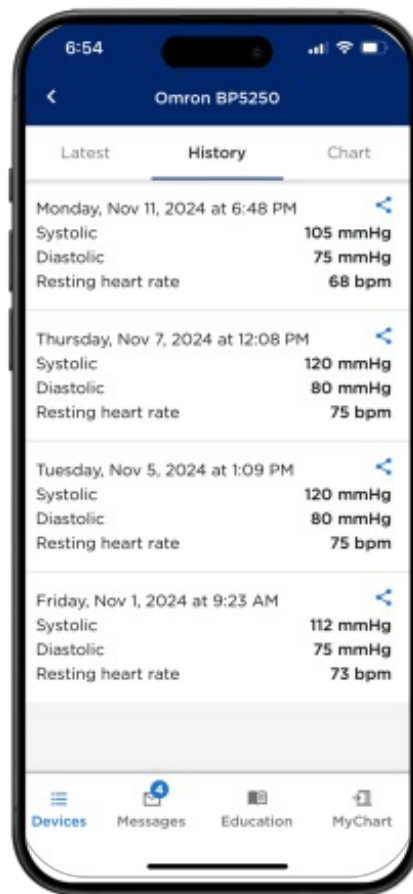 6:54
Omron BP5250
Latest History Chart
Monday, Nov 11, 2024 at 6:48 PM
Systolic 105 mmHg
Diastolic 75 mmHg
Resting heart rate 68 bpm
Thursday, Nov 7, 2024 at 12:08 PM
Systolic 120 mmHg
Diastolic 80 mmHg
Resting heart rate 75 bpm
Tuesday, Nov 5, 2024 at 1:09 PM
Systolic 120 mmHg
Diastolic 80 mmHg
Resting heart rate 75 bpm
Friday, Nov 1, 2024 at 9:23 AM
Systolic 112 mmHg
Diastolic 75 mmHg
Resting heart rate 73 bpm
4
Devices Messages Education MyChart